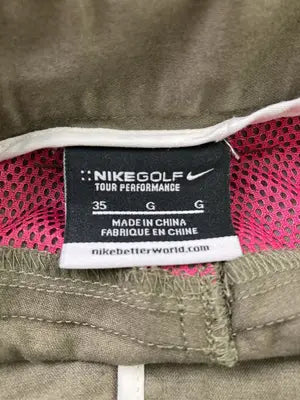 NIKEGOLF
TOUR PERFORMANCE
35 G G
MADE IN CHINA
FABRIQUE EN CHINE
nikebetterworld.com